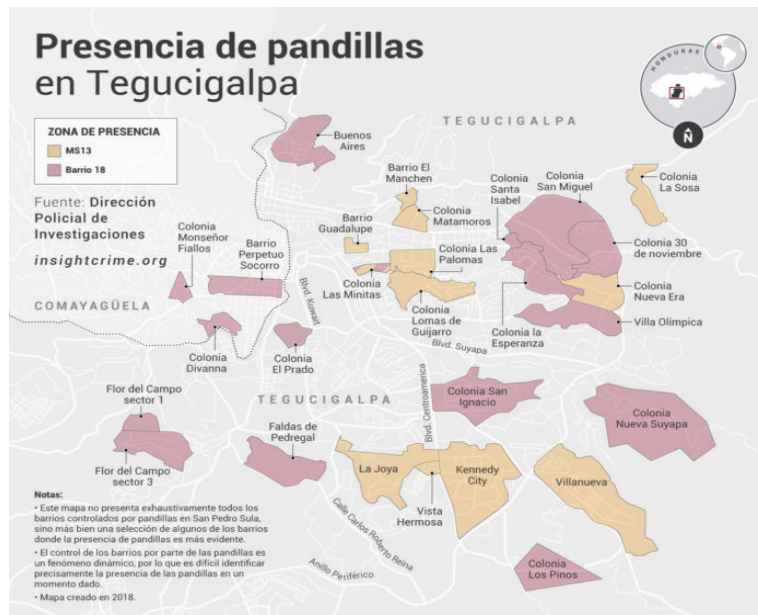 Presencia de pandillas
en Tegucigalpa
HONDURAS
N
ZONA DE PRESENCIA
MS13
Barrio 18
Fuente: Dirección
Policial de
Investigaciones
insightcrime.org
TEGUCIGALPA
Buenos
Aires
Barrio El
Manchen
Colonia
Matamoros
Colonia
Santa
Isabel
Colonia
San Miguel
Colonia
La Sosa
Colonia
Monseñor
Fiallos
Barrio
Perpetuo
Socorro
Barrio
Guadalupe
Colonia Las
Palomas
Colonia 30
de noviembre
Colonia
Las Minitas
Colonia
Nueva Era
COMAYAGÜELA
Blvd. Kuwait
Colonia
Lomas de
Guijarro
Colonia la
Esperanza
Villa Olímpica
Colonia
Divanna
Colonia
El Prado
Blvd. Suyapa
Blvd. Centroamerica
Flor del Campo
sector 1
TEGUCIGALPA
Colonia San
Ignacio
Colonia
Nueva Suyapa
Faldas de
Pedregal
Flor del Campo
sector 3
La Joya
Kennedy
City
Villanueva
Vista
Hermosa
Calle Carlos Roberto Reina
Anillo Periférico
Colonia
Los Pinos
Notas:
• Este mapa no presenta exhaustivamente todos los
barrios controlados por pandillas en San Pedro Sula,
sino más bien una selección de algunos de los barrios
donde la presencia de pandillas es más evidente.
• El control de los barrios por parte de las pandillas es
un fenómeno dinámico, por lo que es difícil identificar
precisamente la presencia de las pandillas en un
momento dado.
• Mapa creado en 2018.